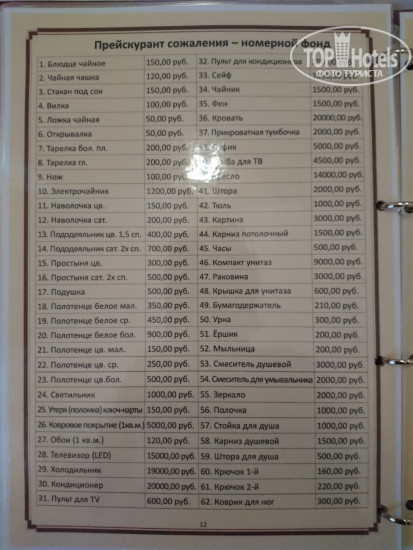 TOP Hotels
ФОТО ТУРИСТА
Прейскурант сожаления – номерной фонд
1. Блюдце чайное 150,00 руб.
2. Чайная чашка 120,00 руб.
3. Стакан под сон 150,00 руб.
4. Вилка 100,00 руб.
5. Ложка чайная 50,00 руб.
6. Открывалка 50,00 руб.
7. Тарелка бол. пл. 200,00 руб.
8. Тарелка гл. 200,00 руб.
9. Нож 100,00 руб.
10. Электрочайник 1200,00 руб.
11. Наволочка цв. 150,00 руб.
12. Наволочка сат. 200,00 руб.
13. Пододеяльник цв. 1,5 сп. 400,00 руб.
14. Пододеяльник сат. 2х сп. 700,00 руб.
15. Простыня цв. 300,00 руб.
16. Простыня сат. 2х сп. 350,00 руб.
17. Подушка 500,00 руб.
18. Полотенце белое мал. 350,00 руб.
19. Полотенце белое ср. 450,00 руб.
20. Полотенце белое бол. 900,00 руб.
21. Полотенце цв. мал. 150,00 руб.
22. Полотенце цв. ср. 250,00 руб.
23. Полотенце цв.бол. 500,00 руб.
24. Светильник 1000,00 руб.
25. Утеря (поломка) ключ-карты 150,00 руб.
26. Ковровое покрытие (1кв.м.) 5000,00 руб.
27. Обои (1 кв.м.) 120,00 руб.
28. Телевизор (LED) 15000,00 руб.
29. Холодильник 19000,00 руб.
30. Кондиционер 20000,00 руб.
31. Пульт для TV 600,00 руб.
32. Пульт для кондиционера
33. Сейф
34. Чайник 1500,00 руб.
35. Фен 1500,00 руб.
36. Кровать 20000,00 руб.
37. Прикроватная тумбочка 2000,00 руб.
5000,00 руб.
для ТВ 4500,00 руб.
14000,00 руб.
41. Штора 2000,00 руб.
42. Тюль 1000,00 руб.
43. Картина 3000,00 руб.
44. Карниз потолочный 1500,00 руб.
45. Часы 500,00 руб.
46. Компакт унитаз 9000,00 руб.
47. Раковина 3000,00 руб.
48. Крышка для унитаза 600,00 руб.
49. Бумагодержатель 210,00 руб.
50. Урна 300,00 руб.
51. Ёршик 200,00 руб.
52. Мыльница 200,00 руб.
53. Смеситель душевой 3000,00 руб.
54. Смеситель для умывальника 2000,00 руб.
55. Зеркало 2000,00 руб.
56. Полочка 1000,00 руб.
57. Стойка для душа 1000,00 руб.
58. Карниз душевой 1500,00 руб.
59. Штора для душа 500,00 руб.
60. Крючок 1-й 160,00 руб.
61. Крючок 2-й 220,00 руб.
62. Коврик для ног 300,00 руб.
12